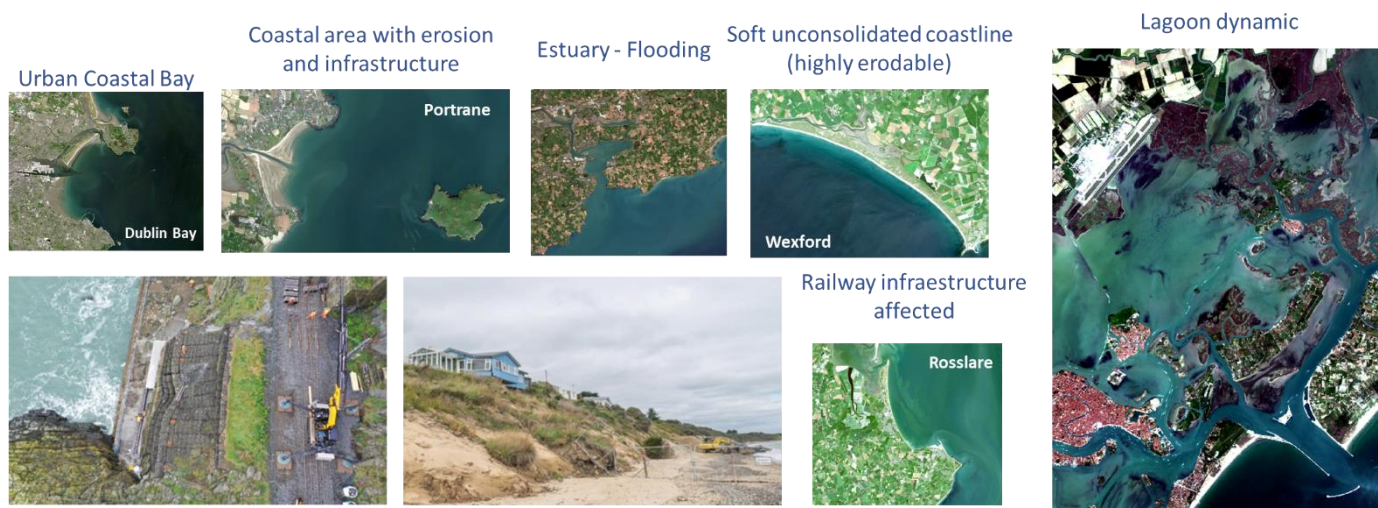 Urban Coastal Bay
Dublin Bay
Coastal area with erosion
and infrastructure
Portrane
Estuary - Flooding
Soft unconsolidated coastline
(highly erodable)
Wexford
Lagoon dynamic
Railway infraestructure
affected
Rosslare